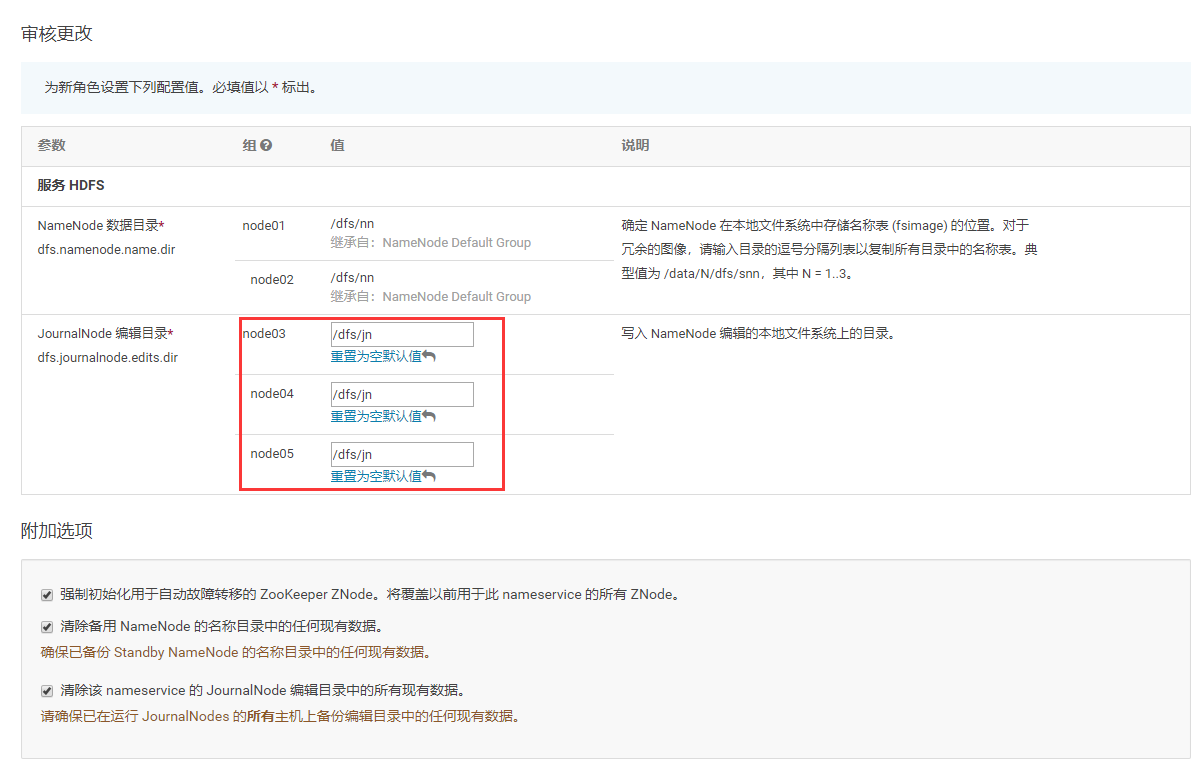 审核更改
为新角色设置下列配置值。必填值以 * 标出。
参数 组 值 说明
服务 HDFS
NameNode 数据目录*
dfs.namenode.name.dir
node01
/dfs/nn
继承自：NameNode Default Group
node02
/dfs/nn
继承自：NameNode Default Group
确定 NameNode 在本地文件系统中存储名称表 (fsimage) 的位置。对于
冗余的图像，请输入目录的逗号分隔列表以复制所有目录中的名称表。典
型值为 /data/N/dfs/snn，其中 N = 1..3。
JournalNode 编辑目录*
dfs.journalnode.edits.dir
node03
/dfs/jn
重置为空默认值
node04
/dfs/jn
重置为空默认值
node05
/dfs/jn
重置为空默认值
写入 NameNode 编辑的本地文件系统上的目录。
附加选项
强制初始化用于自动故障转移的 ZooKeeper ZNode。将覆盖以前用于此 nameservice 的所有 ZNode。
清除备用 NameNode 的名称目录中的任何现有数据。
确保已备份 Standby NameNode 的名称目录中的任何现有数据。
清除该 nameservice 的 JournalNode 编辑目录中的所有现有数据。
请确保已在运行 JournalNodes 的所有主机上备份编辑目录中的任何现有数据。